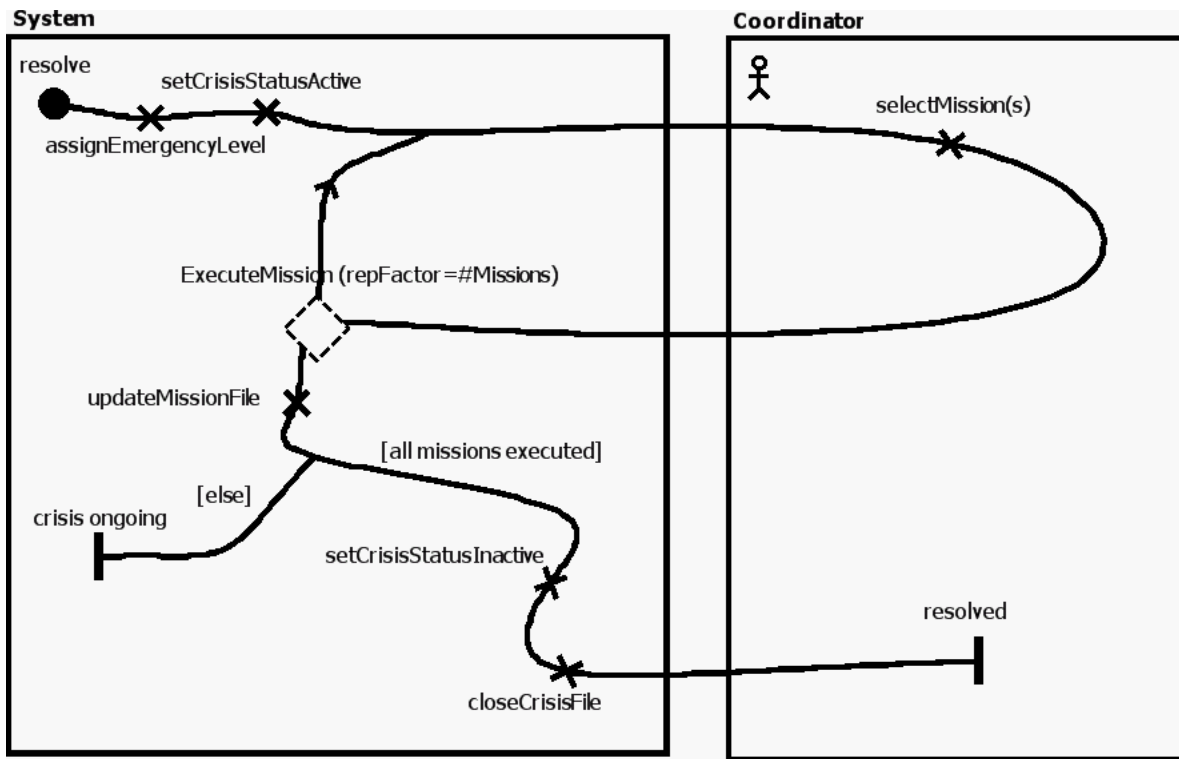 System
Coordinator
resolve
setCrisisStatusActive
selectMission(s)
assignEmergencyLevel
ExecuteMission (repFactor=#Missions)
updateMissionFile
[all missions executed]
[else]
crisis ongoing
setCrisisStatusInactive
resolved
closeCrisisFile